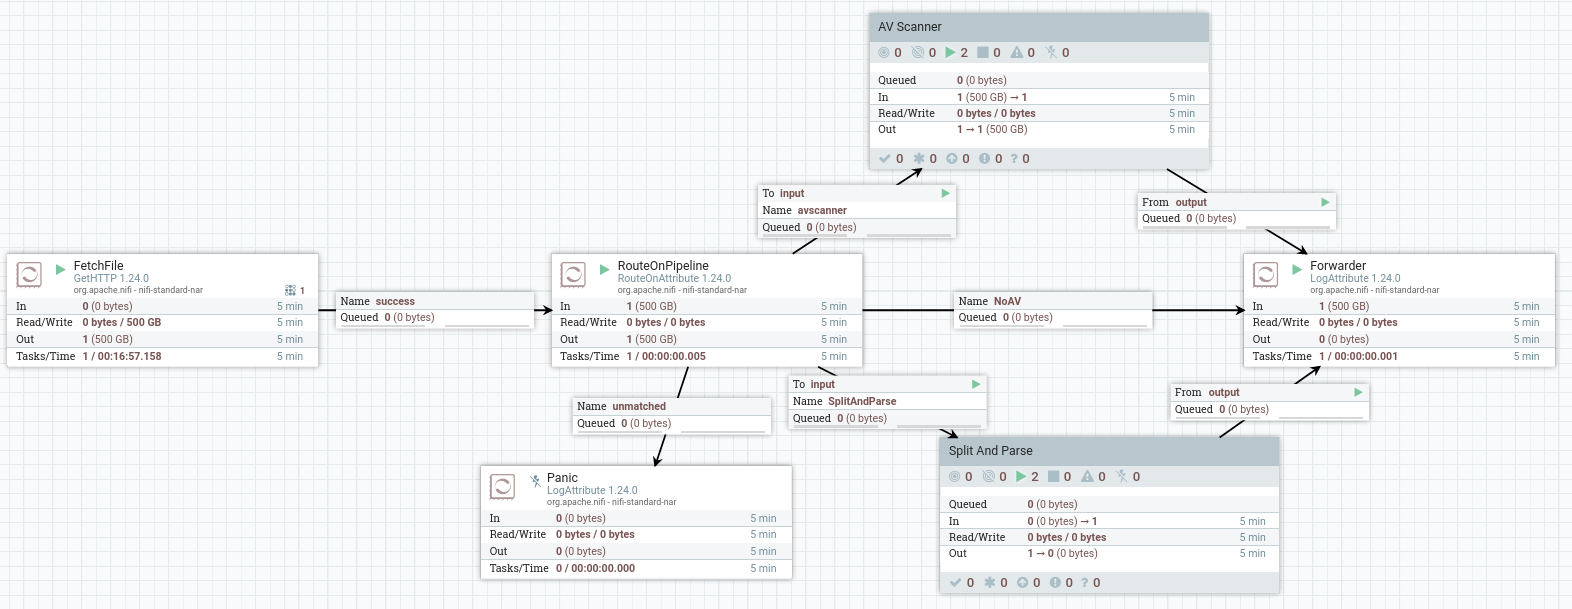 AV Scanner
0 0 2 0 0 0
Queued 0 (0 bytes)
In 1 (500 GB) → 1 5 min
Read/Write 0 bytes / 0 bytes 5 min
Out 1 → 1 (500 GB) 5 min
0 0 0 0 ? 0
To input
Name avscanner
Queued 0 (0 bytes)
From output
Queued 0 (0 bytes)
FetchFile
GetHTTP 1.24.0
org.apache.nifi - nifi-standard-nar
1
In 0 (0 bytes) 5 min
Read/Write 0 bytes / 500 GB 5 min
Out 1 (500 GB) 5 min
Tasks/Time 1 / 00:16:57.158 5 min
Name success
Queued 0 (0 bytes)
RouteOnPipeline
RouteOnAttribute 1.24.0
org.apache.nifi - nifi-standard-nar
In 1 (500 GB) 5 min
Read/Write 0 bytes / 0 bytes 5 min
Out 1 (500 GB) 5 min
Tasks/Time 1 / 00:00:00.005 5 min
Name NoAV
Queued 0 (0 bytes)
Forwarder
LogAttribute 1.24.0
org.apache.nifi - nifi-standard-nar
In 1 (500 GB) 5 min
Read/Write 0 bytes / 0 bytes 5 min
Out 0 (0 bytes) 5 min
Tasks/Time 1 / 00:00:00.001 5 min
Name unmatched
Queued 0 (0 bytes)
To input
Name SplitAndParse
Queued 0 (0 bytes)
From output
Queued 0 (0 bytes)
Panic
LogAttribute 1.24.0
org.apache.nifi - nifi-standard-nar
In 0 (0 bytes) 5 min
Read/Write 0 bytes / 0 bytes 5 min
Out 0 (0 bytes) 5 min
Tasks/Time 0 / 00:00:00.000 5 min
Split And Parse
0 0 2 0 0 0
Queued 0 (0 bytes)
In 0 (0 bytes) → 1 5 min
Read/Write 0 bytes / 0 bytes 5 min
Out 1 → 0 (0 bytes) 5 min
0 0 0 0 ? 0